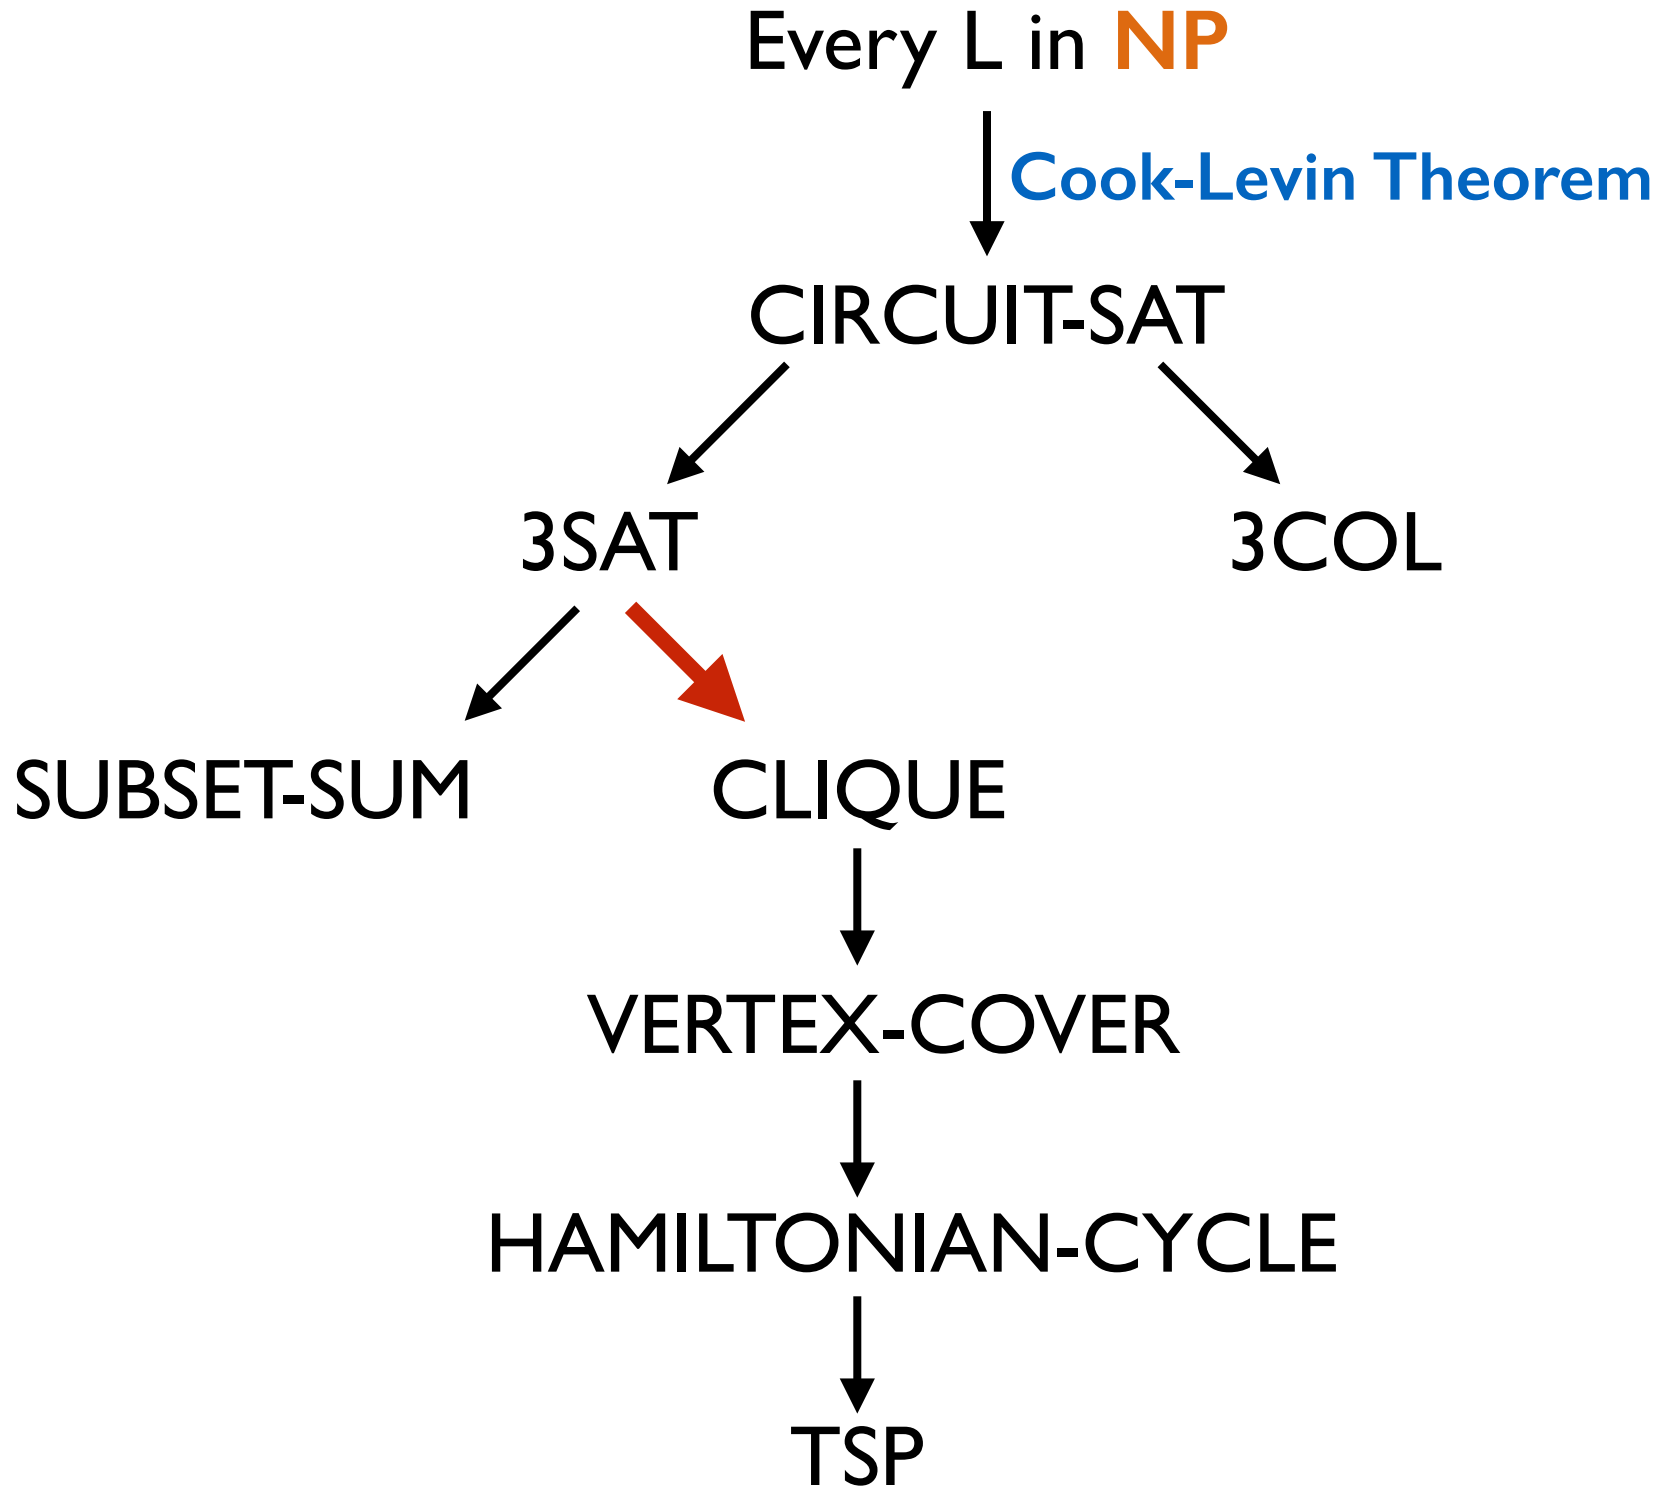 Every L in NP
Cook-Levin Theorem
CIRCUIT-SAT
3SAT
3COL
SUBSET-SUM
CLIQUE
VERTEX-COVER
HAMILTONIAN-CYCLE
TSP